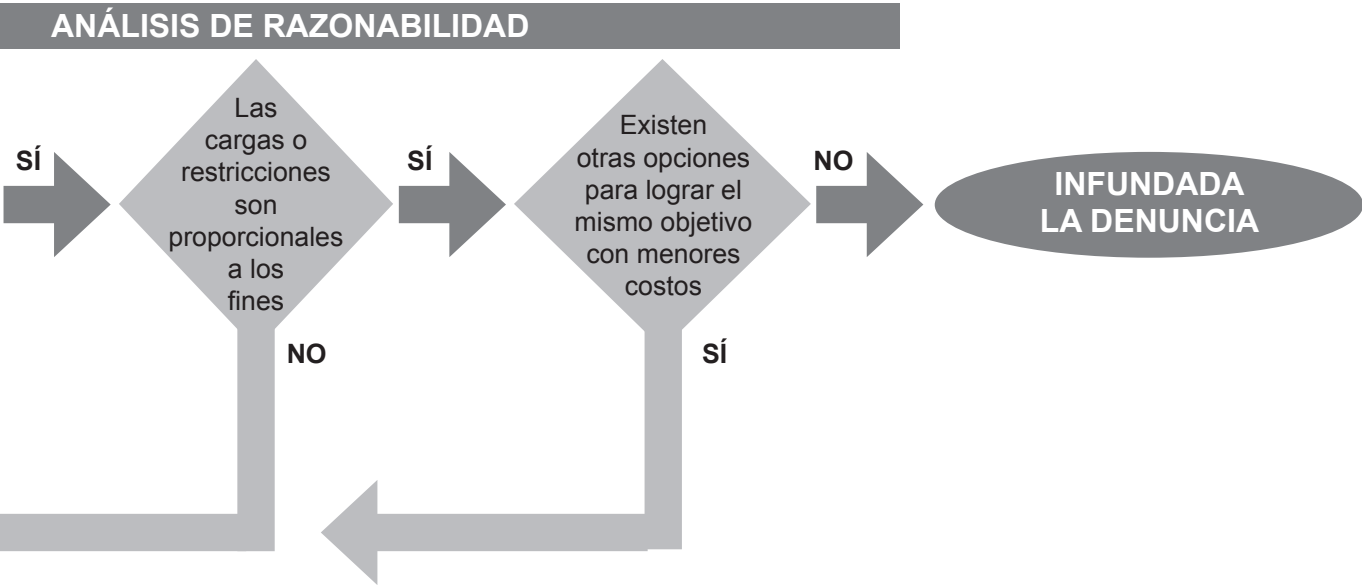 ANÁLISIS DE RAZONABILIDAD
SÍ
Las
cargas o
restricciones
son
proporcionales
a los
fines
NO
SÍ
Existen
otras opciones
para lograr el
mismo objetivo
con menores
costos
SÍ
NO
INFUNDADA
LA DENUNCIA